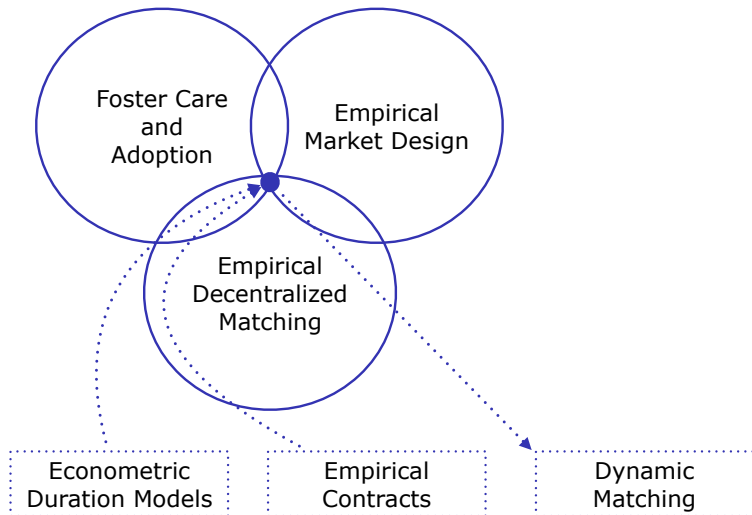 Foster Care
and
Adoption
Empirical
Market Design
Empirical
Decentralized
Matching
Econometric
Duration Models
Empirical
Contracts
Dynamic
Matching